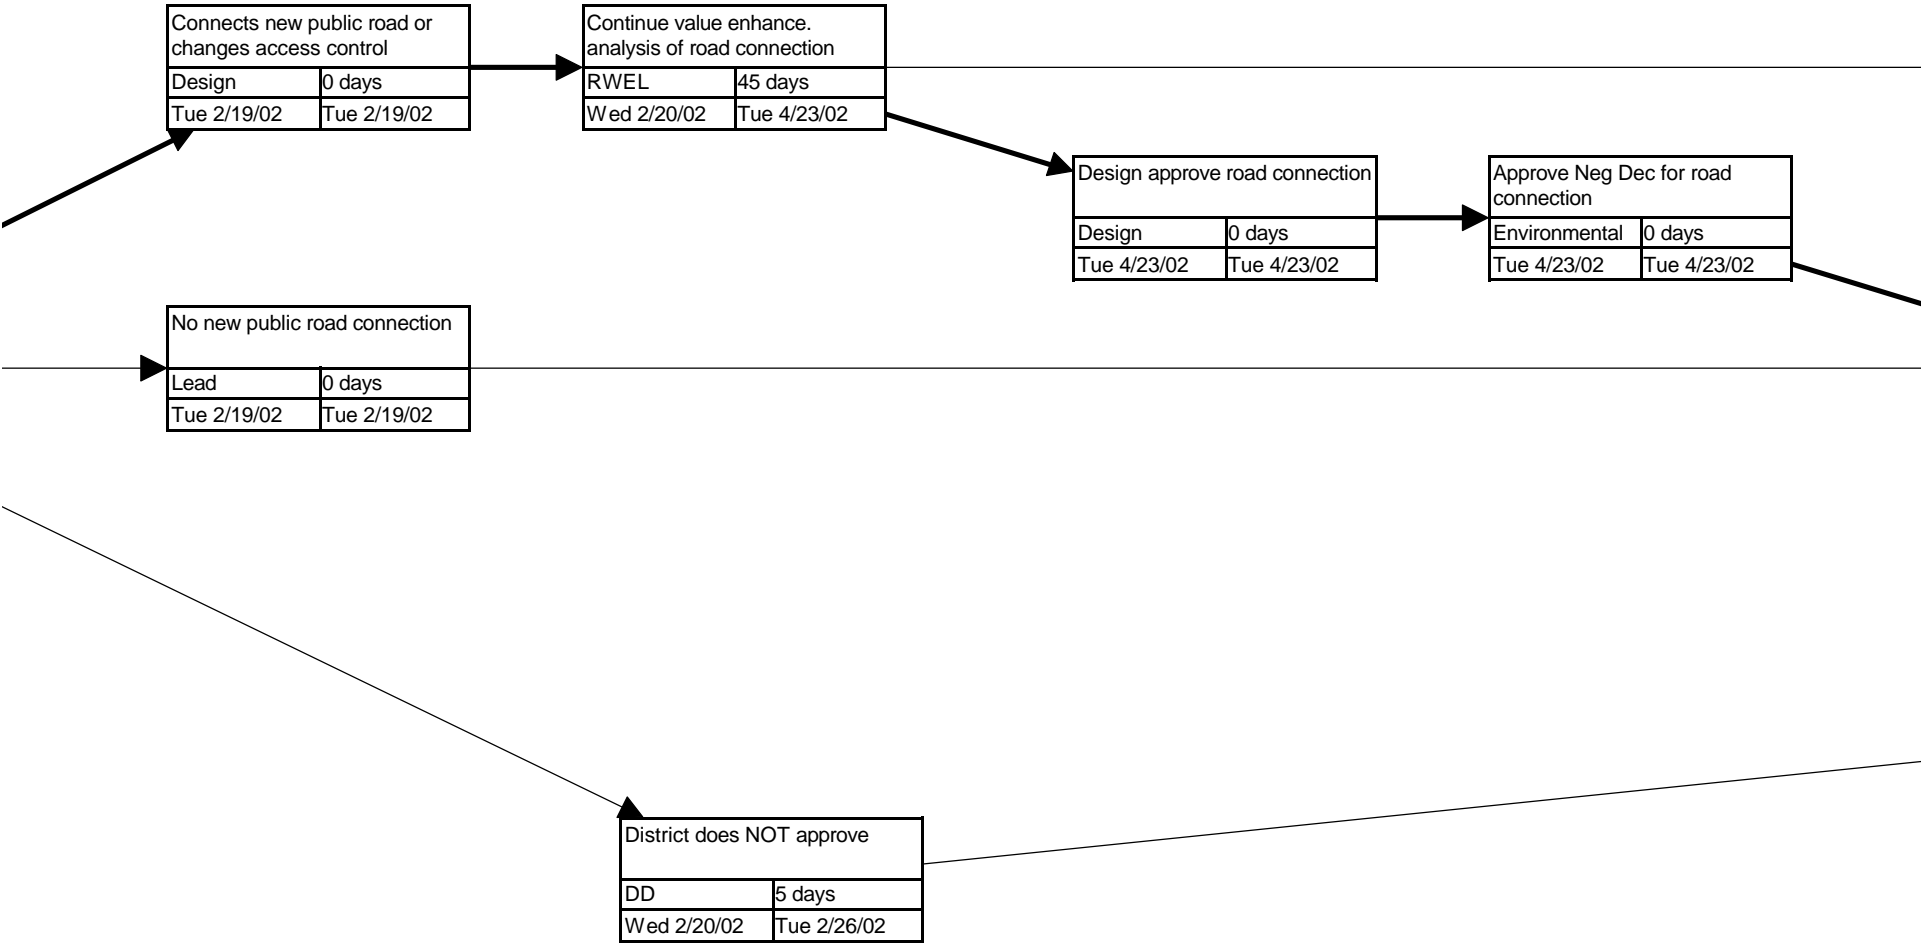 Connects new public road or
changes access control
Design 0 days
Tue 2/19/02 Tue 2/19/02
Continue value enhance.
analysis of road connection
RWEL 45 days
Wed 2/20/02 Tue 4/23/02
Design approve road connection
Design 0 days
Tue 4/23/02 Tue 4/23/02
Approve Neg Dec for road
connection
Environmental 0 days
Tue 4/23/02 Tue 4/23/02
No new public road connection
Lead 0 days
Tue 2/19/02 Tue 2/19/02
District does NOT approve
DD 5 days
Wed 2/20/02 Tue 2/26/02